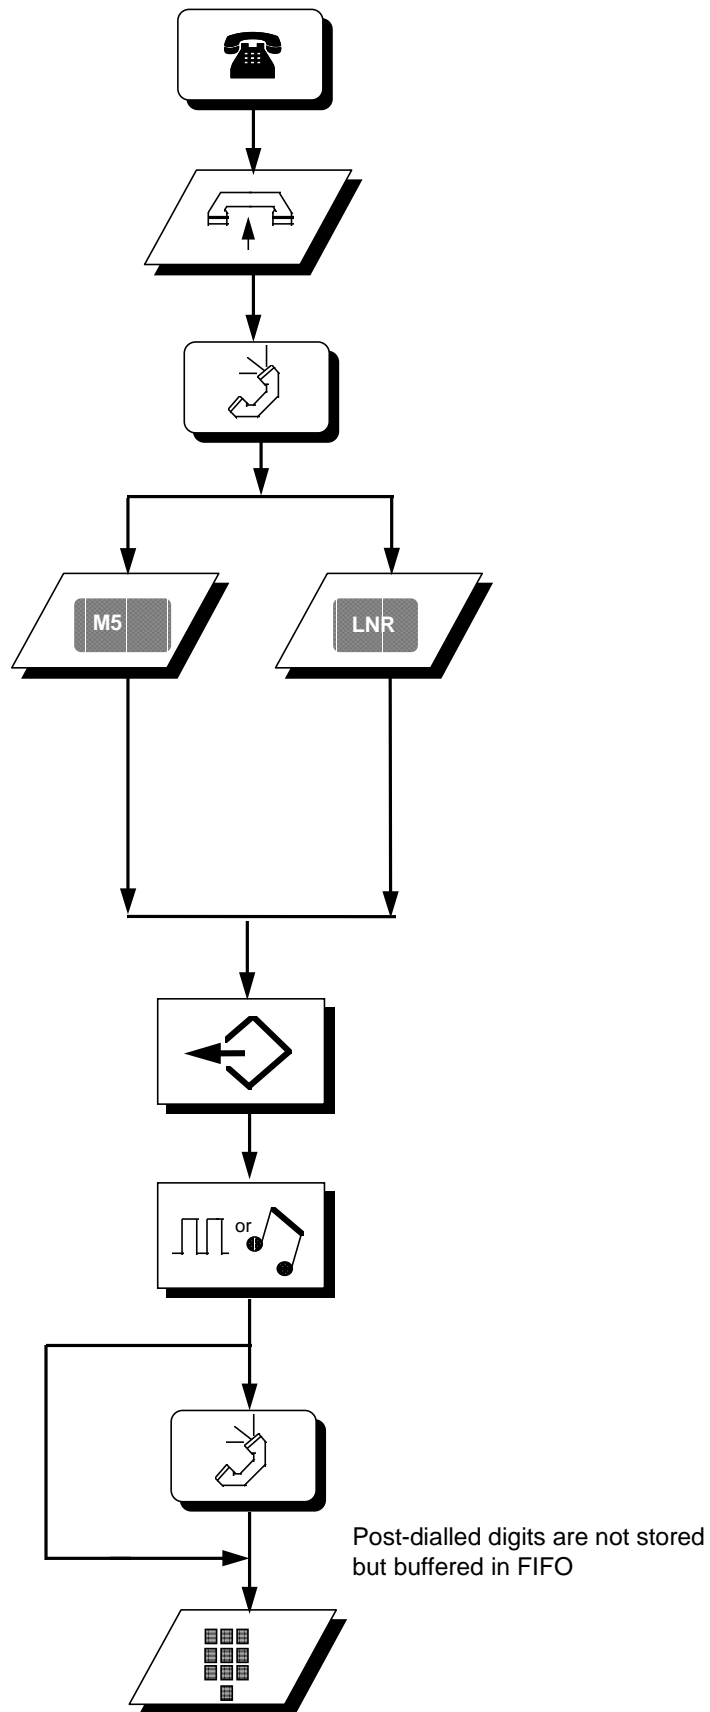 M5
LNR
or
Post-dialled digits are not stored
but buffered in FIFO